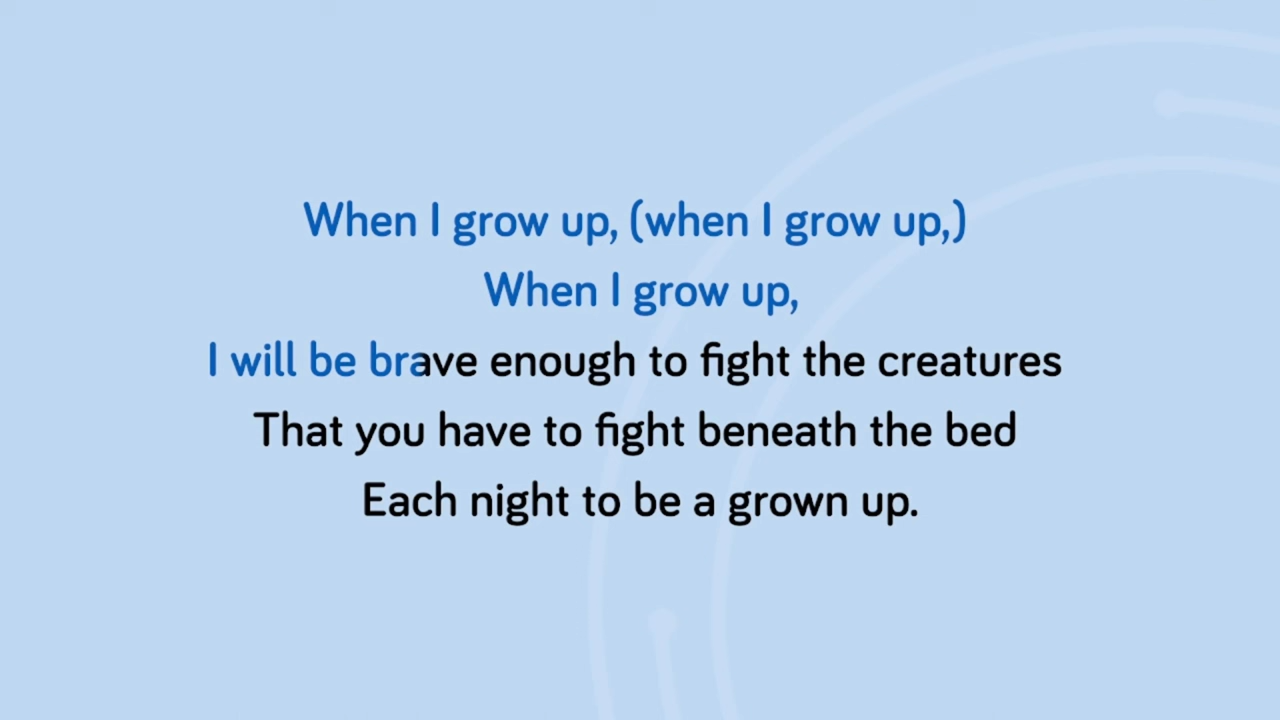 When I grow up, (when I grow up,)
When I grow up,
I will be brave enough to fight the creatures
That you have to fight beneath the bed
Each night to be a grown up.